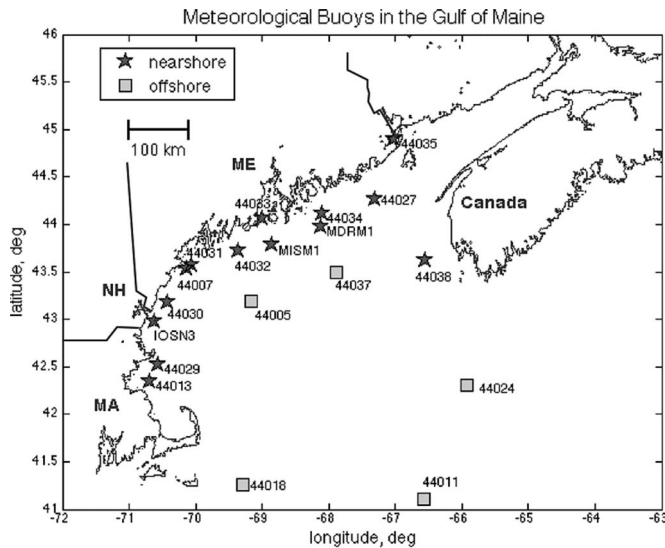 Meteorological Buoys in the Gulf of Maine
46
45.5
45
44.5
44
43.5
43
42.5
42
41.5
41
latitude, deg
nearshore
offshore
100 km
ME
NH
MA
Canada
44035
44027
44033
44034
MDRM1
44031
MISM1
44032
44038
44007
44037
44030
44005
IOSN3
44029
44013
44024
44018
44011
-72 -71 -70 -69 -68 -67 -66 -65 -64 -63
longitude, deg